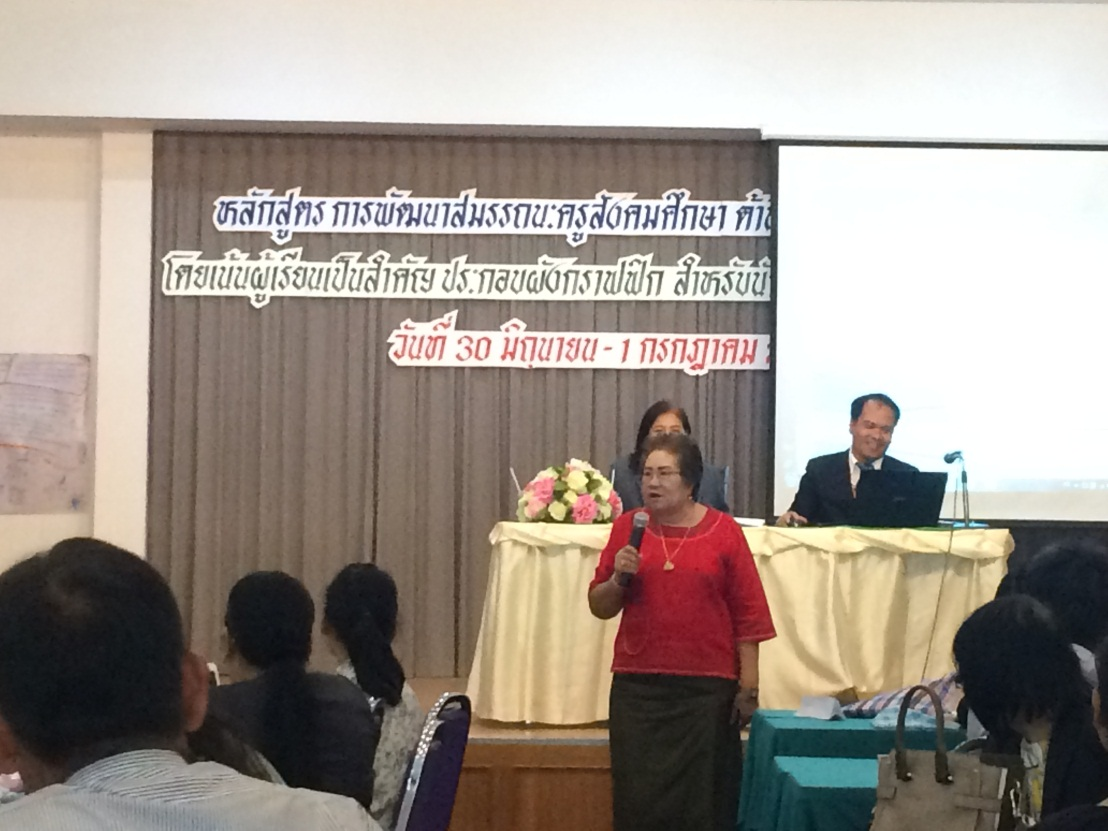 หลักสูตร การพัฒนาสมรรถนะครูสังคมศึกษา
โดยเน้นผู้เรียนเป็นสำคัญ ประกอบผังกราฟฟิก สำหรับ
วันที่ 30 มิถุนายน - 1 กรกฎาคม